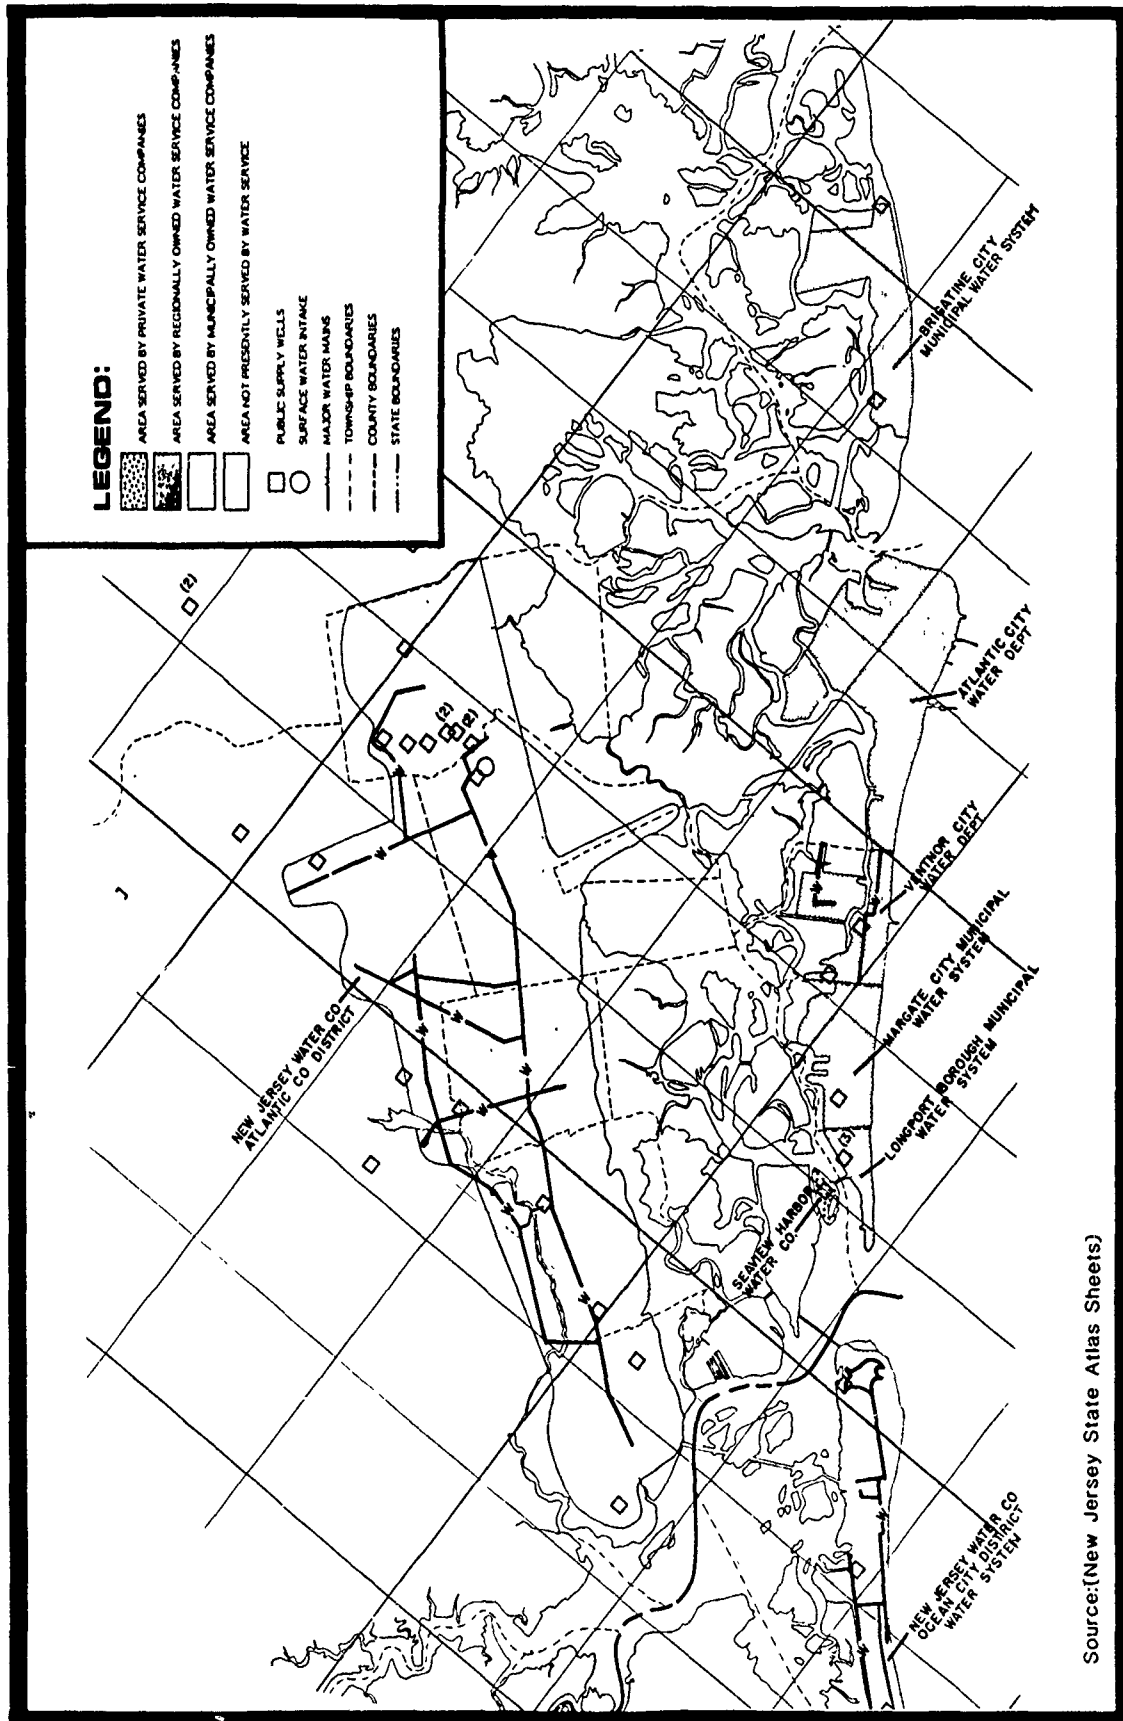 LEGEND:
AREA SERVED BY PRIVATE WATER SERVICE COMPANIES
AREA SERVED BY REGIONALLY OWNED WATER SERVICE COMPANIES
AREA SERVED BY MUNICIPALLY OWNED WATER SERVICE COMPANIES
AREA NOT PRESENTLY SERVED BY WATER SERVICE
PUBLIC SUPPLY WELLS
SURFACE WATER INTAKE
MAJOR WATER MAINS
TOWNSHIP BOUNDARIES
COUNTY BOUNDARIES
STATE BOUNDARIES
(2)
(2)
(2)
W
W
W
W
W
W
W
W
W
W
NEW JERSEY WATER CO
ATLANTIC CO DISTRICT
BRIGATINE CITY
MUNICIPAL WATER SYSTEM
ATLANTIC CITY
WATER DEPT
VENTNOR CITY
WATER DEPT
MARGATE CITY MUNICIPAL
WATER SYSTEM
LONGPORT BOROUGH MUNICIPAL
WATER SYSTEM
(3)
SEAVIEW HARBOR
WATER CO.
NEW JERSEY WATER CO
OCEAN CITY DISTRICT
WATER SYSTEM
W
W
Source:(New Jersey State Atlas Sheets)